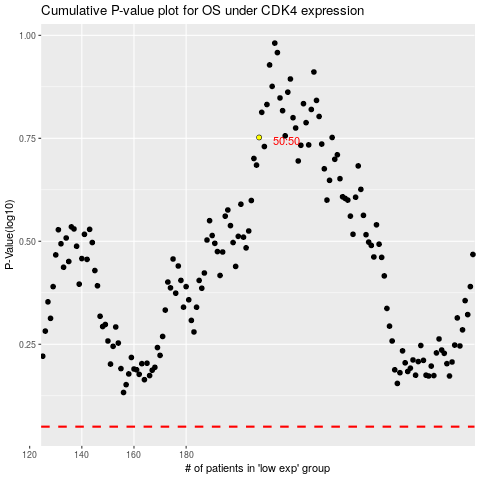 Cumulative P-value plot for OS under CDK4 expression
P-Value(log10)
1.00
0.75
0.50
0.25
50:50
120 140 160 180
# of patients in 'low exp' group